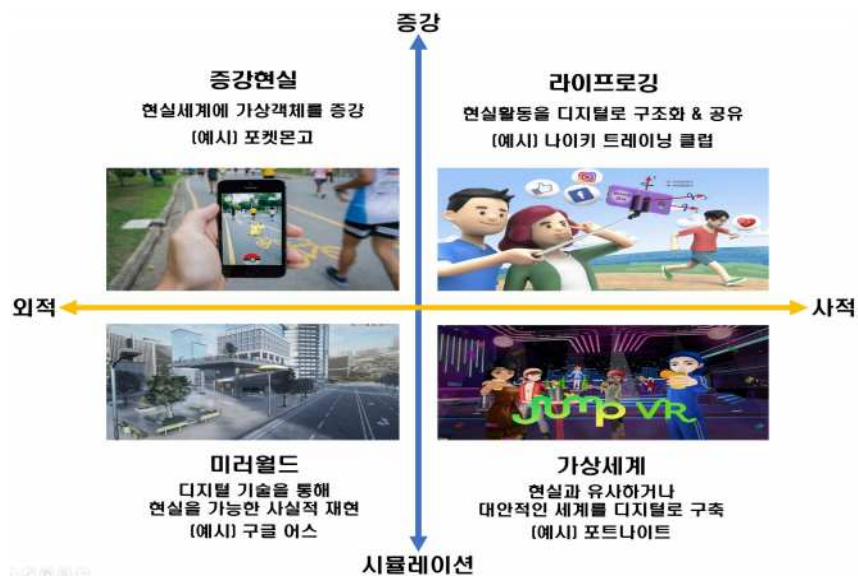 증강
증강현실
현실세계에 가상객체를 증강
(예시) 포켓몬고
라이프로깅
현실활동을 디지털로 구조화 & 공유
(예시) 나이키 트레이닝 클럽
외적
사적
jump VR
미러월드
디지털 기술을 통해
현실을 가능한 사실적 재현
(예시) 구글 어스
가상세계
현실과 유사하거나
대안적인 세계를 디지털로 구축
(예시) 포트나이트
시뮬레이션